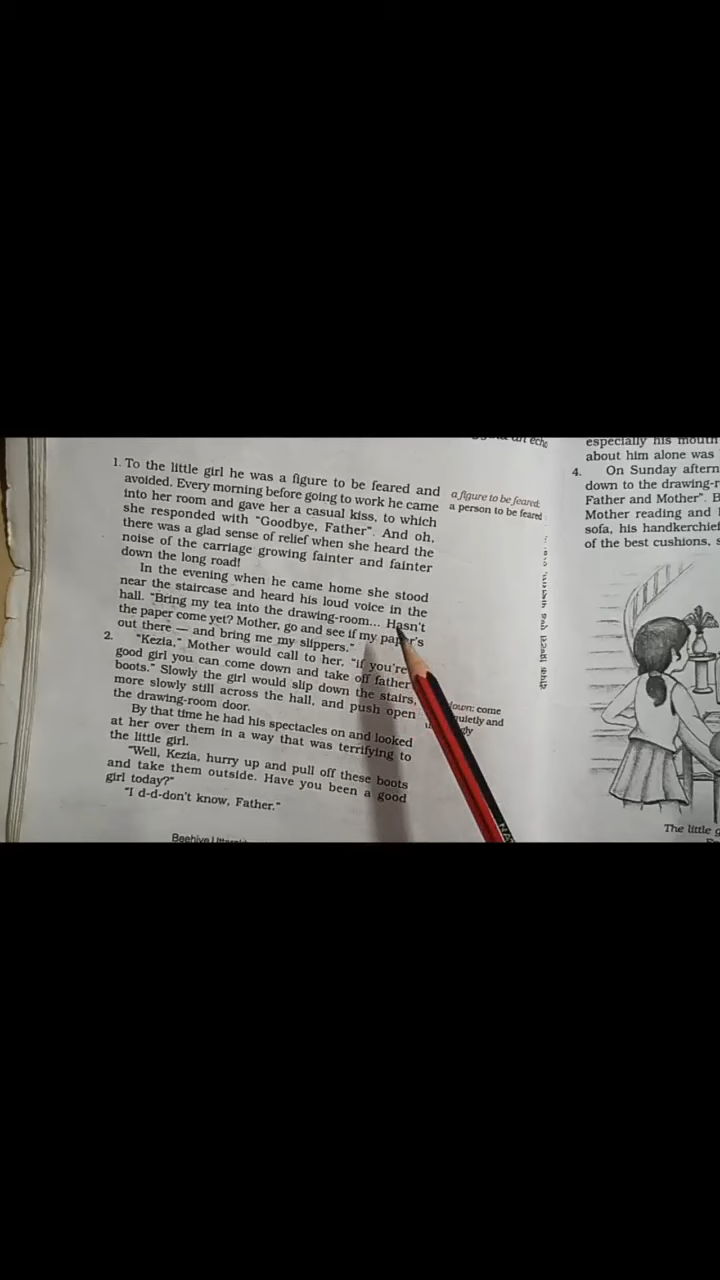 1. To the little girl he was a figure to be feared and
avoided. Every morning before going to work he came
into her room and gave her a casual kiss, to which
she responded with "Goodbye, Father". And oh,
there was a glad sense of relief when she heard the
noise of the carriage growing fainter and fainter
down the long road!
In the evening when he came home she stood
near the staircase and heard his loud voice in the
hall. "Bring my tea into the drawing-room... Hasn't
the paper come yet? Mother, go and see if my paper's
out there — and bring me my slippers."
2. "Kezia," Mother would call to her, "if you're
good girl you can come down and take off father
boots." Slowly the girl would slip down the stairs,
more slowly still across the hall, and push open
the drawing-room door.
By that time he had his spectacles on and looked
at her over them in a way that was terrifying to
the little girl.
"Well, Kezia, hurry up and pull off these boots
and take them outside. Have you been a good
girl today?"
"I d-d-don't know, Father."
a figure to be feared:
a person to be feared
down: come
quietly and
an echo
especially his mouth
about him alone was
4. On Sunday aftern
down to the drawing-r
Father and Mother". B
Mother reading and
sofa, his handkerchie
of the best cushions, s
The little g
Beehive